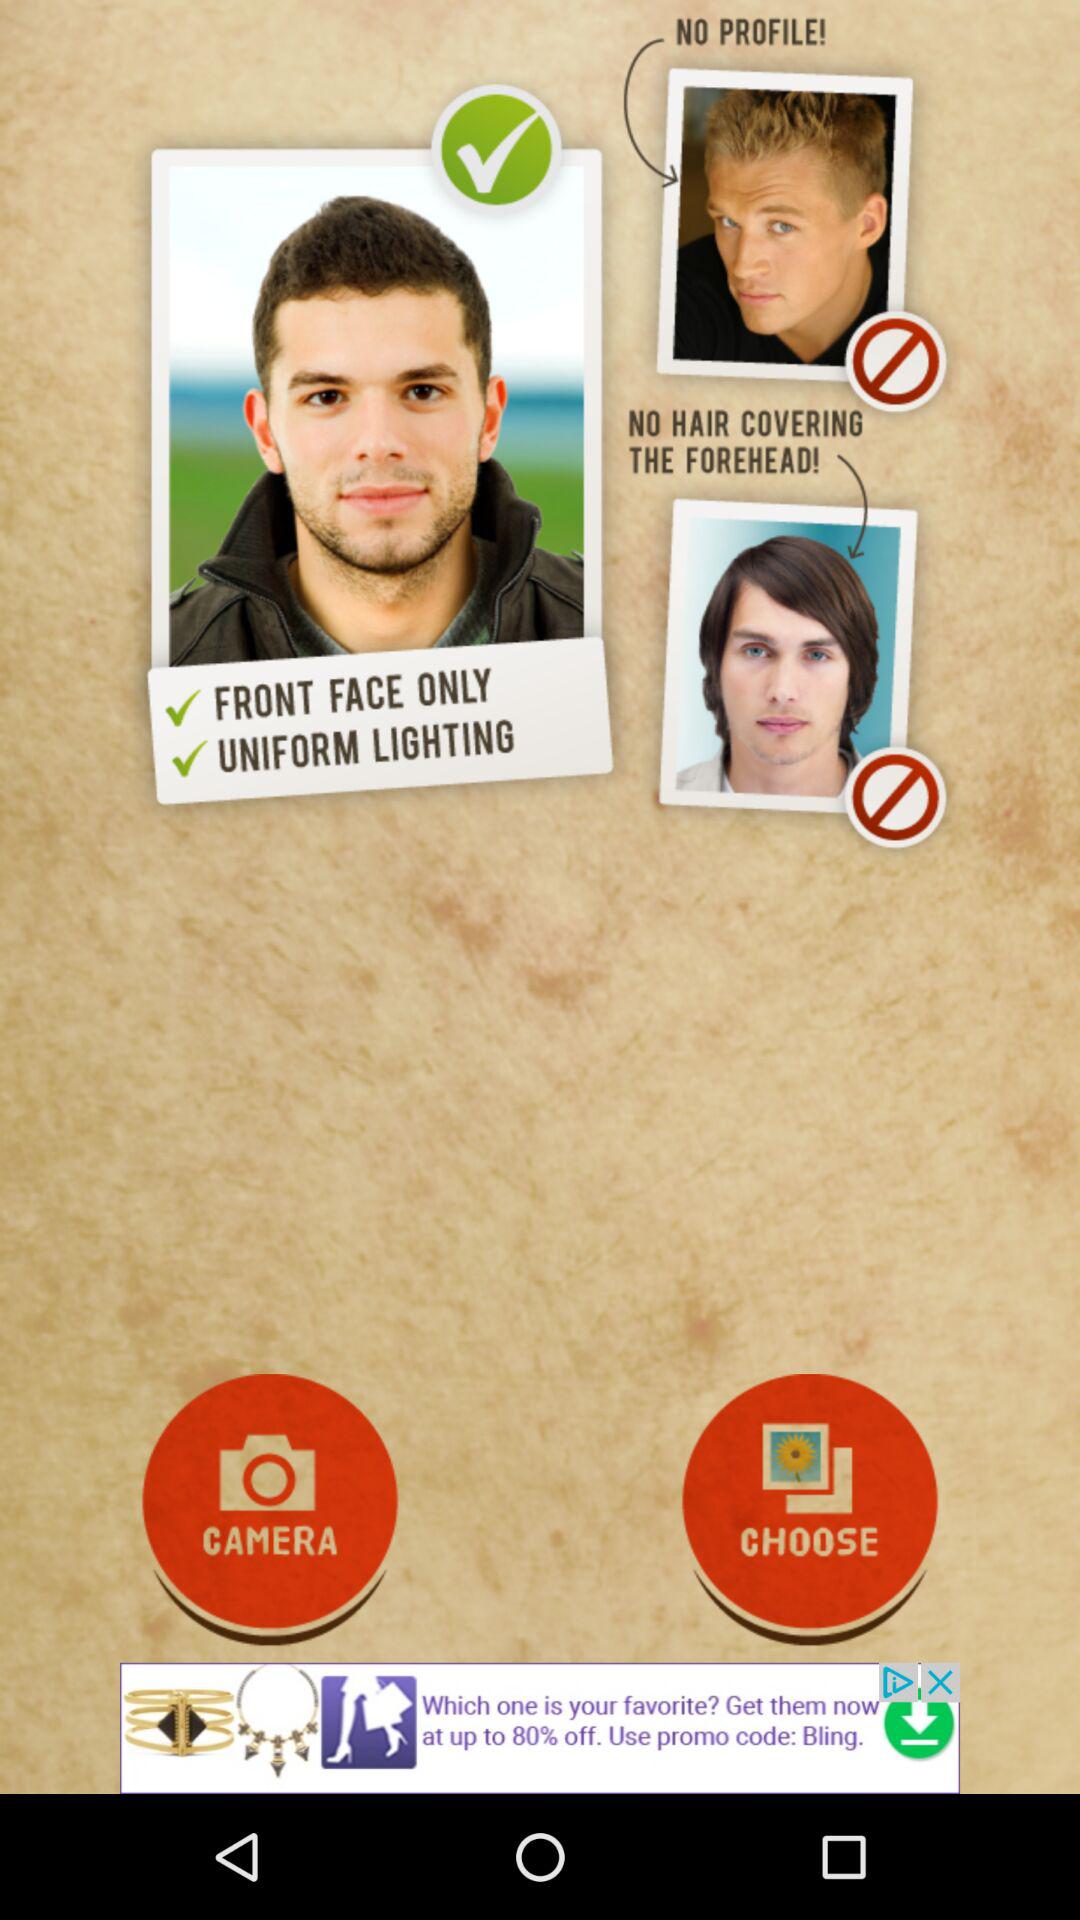 NO PROFILE!
NO HAIR COVERING
THE FOREHEAD!
FRONT FACE ONLY
UNIFORM LIGHTING
CAMERA
CHOOSE
Which one is your favorite? Get them now
at up to 80% off. Use promo code: Bling.